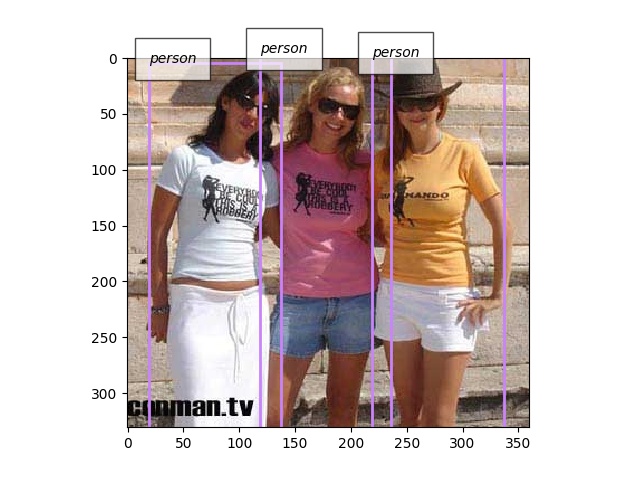 person
person
person
0
50
100
150
200
250
300
EVERYBODY
BE COOL
THIS IS A
ROBBERY
EVERYBODY
BE COOL
THIS IS A
ROBBERY
MANDO
conman.tv
0 50 100 150 200 250 300 350